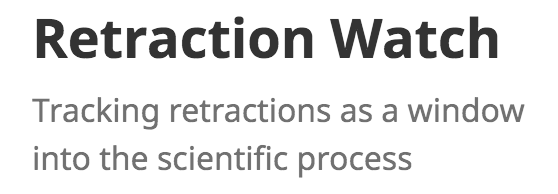 Retraction Watch
Tracking retractions as a window
into the scientific process